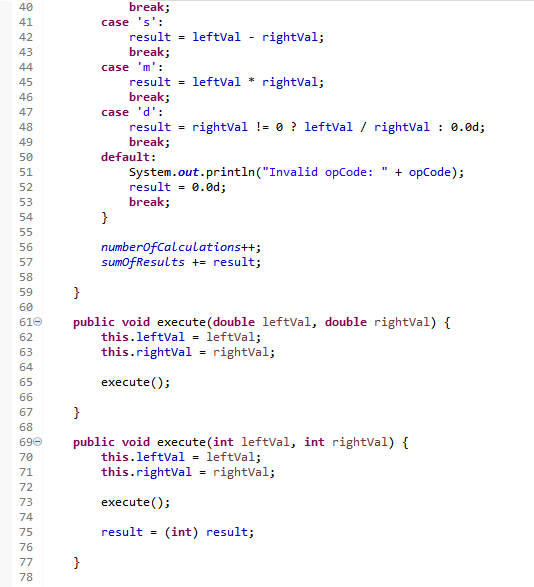 40 break;
41 case 's':
42 result = leftVal - rightVal;
43 break;
44 case 'm':
45 result = leftVal * rightVal;
46 break;
47 case 'd':
48 result = rightVal != 0 ? leftVal / rightVal : 0.0d;
49 break;
50 default:
51 System.out.println("Invalid opCode: " + opCode);
52 result = 0.0d;
53 break;
54 }
55
56 numberOfCalculations++;
57 sumOfResults += result;
58
59 }
60
61 public void execute(double leftVal, double rightVal) {
62 this.leftVal = leftVal;
63 this.rightVal = rightVal;
64
65 execute();
66
67 }
68
69 public void execute(int leftVal, int rightVal) {
70 this.leftVal = leftVal;
71 this.rightVal = rightVal;
72
73 execute();
74
75 result = (int) result;
76
77 }
78